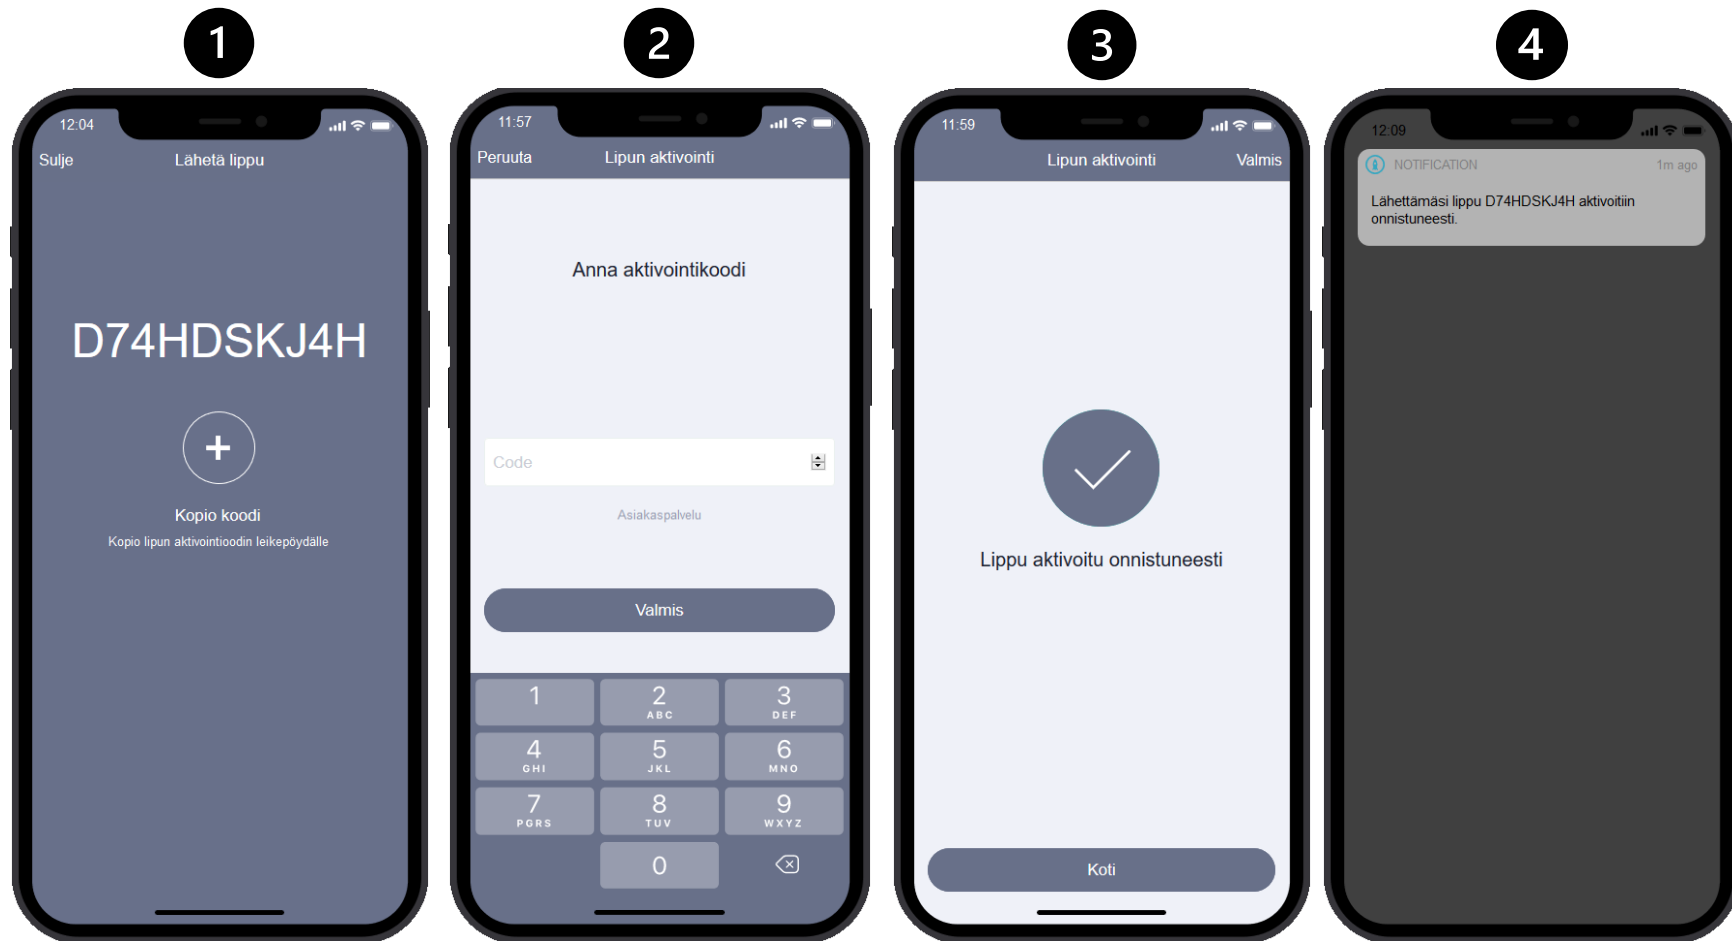 1
12:04
Sulje Lähetä lippu
D74HDSKJ4H
+
Kopio koodi
Kopio lipun aktivointioodin leikepöydälle
2
11:57
Peruuta Lipun aktivointi
Anna aktivointikoodi
Code
Asiakaspalvelu
Valmis
1 2 3
ABC DEF
4 5 6
GHI JKL MNO
7 8 9
PGRS TUV WXYZ
0
3
11:59
Lipun aktivointi Valmis
Lippu aktivoitu onnistuneesti
Koti
4
12:09
NOTIFICATION 1m ago
Lähettämäsi lippu D74HDSKJ4H aktivoitiin
onnistuneesti.